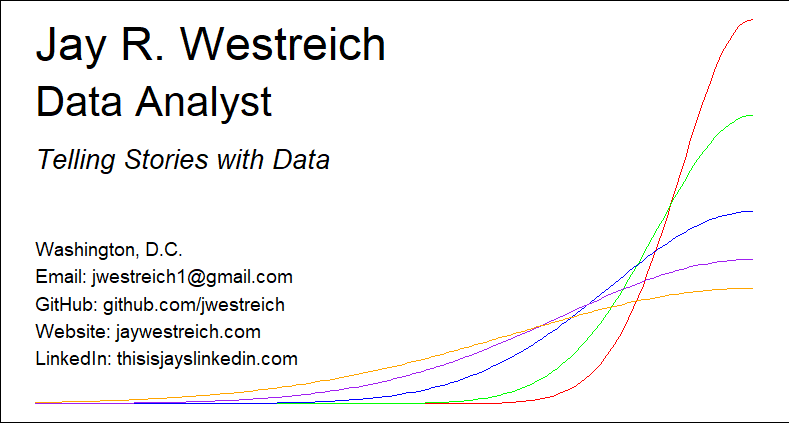 Jay R. Westreich
Data Analyst
Telling Stories with Data
Washington, D.C.
Email: jwestreich1@gmail.com
GitHub: github.com/jwestreich
Website: jaywestreich.com
LinkedIn: thisisjayslinkedin.com